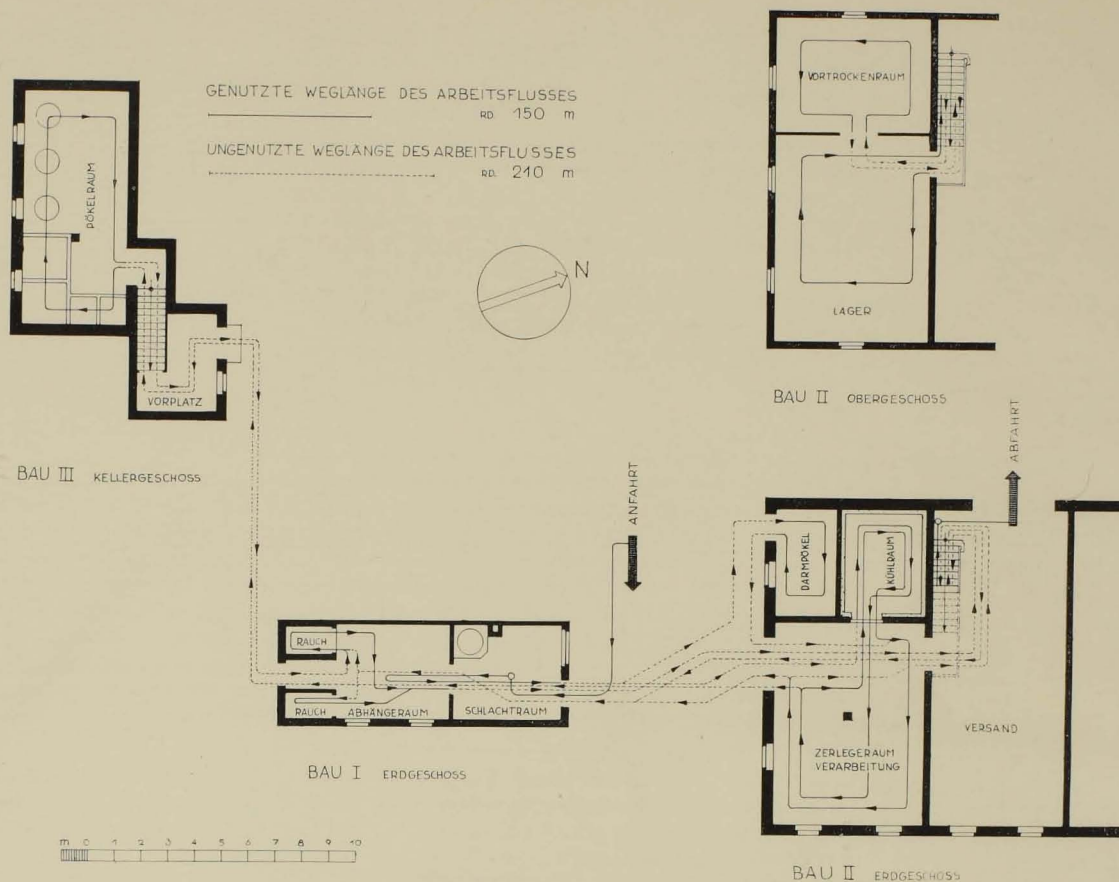 GENUTZTE WEGLÄNGE DES ARBEITSFLUSSES
RD. 150 m
UNGENUTZTE WEGLÄNGE DES ARBEITSFLUSSES
RD. 210 m
N
PÖKELRAUM
VORPLATZ
BAU III KELLERGESCHOSS
VORTROCKENRAUM
LAGER
BAU II OBERGESCHOSS
ANFAHRT
ABFAHRT
RAUCH
RAUCH
ABHÄNGERAUM
SCHLACHTRAUM
BAU I ERDGESCHOSS
DARMPÖKEL
KÜHLRAUM
ZERLEGERAUM
VERARBEITUNG
VERSAND
BAU II ERDGESCHOSS
m 0 1 2 3 4 5 6 7 8 9 10